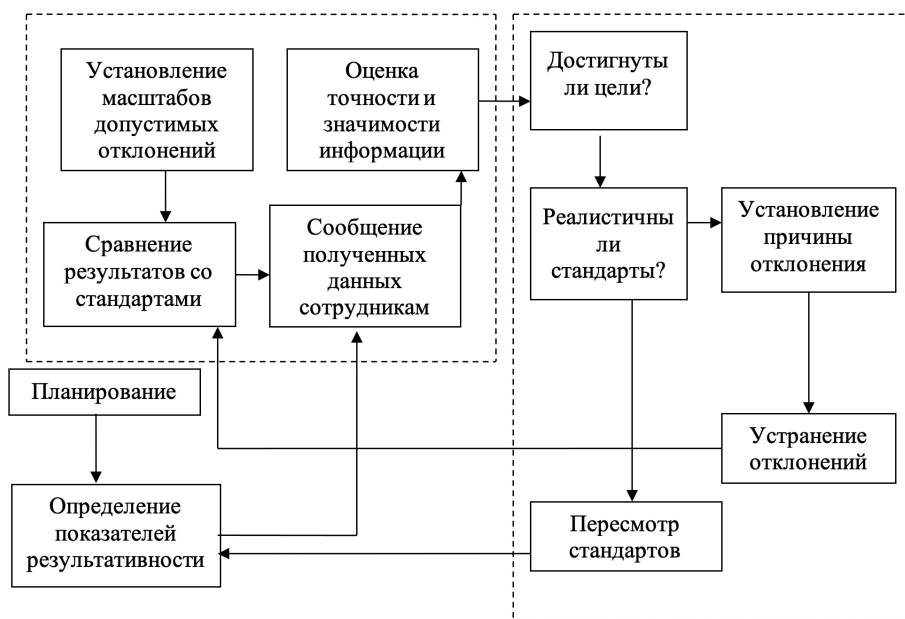 Установление
масштабов
допустимых
отклонений
Оценка
точности и
значимости
информации
Достигнуты
ли цели?
Сравнение
результатов со
стандартами
Сообщение
полученных
данных
сотрудникам
Реалистичны
ли
стандарты?
Установление
причины
отклонения
Планирование
Устранение
отклонений
Определение
показателей
результативности
Пересмотр
стандартов